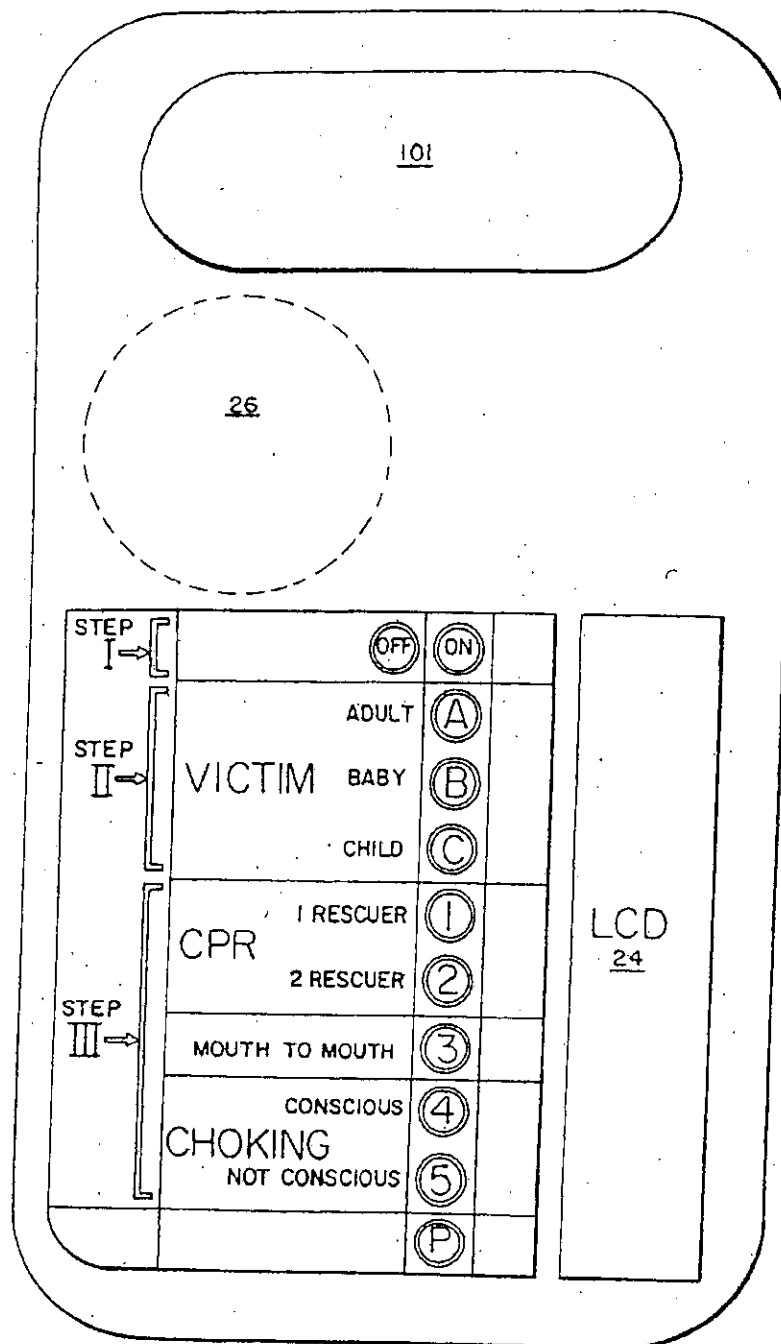 101
26
STEP
I
OFF ON
ADULT A
STEP
II
VICTIM BABY B
CHILD C
1 RESCUER 1
CPR
2 RESCUER 2
STEP
III
MOUTH TO MOUTH 3
CONSCIOUS 4
CHOKING
NOT CONSCIOUS 5
P
LCD
24